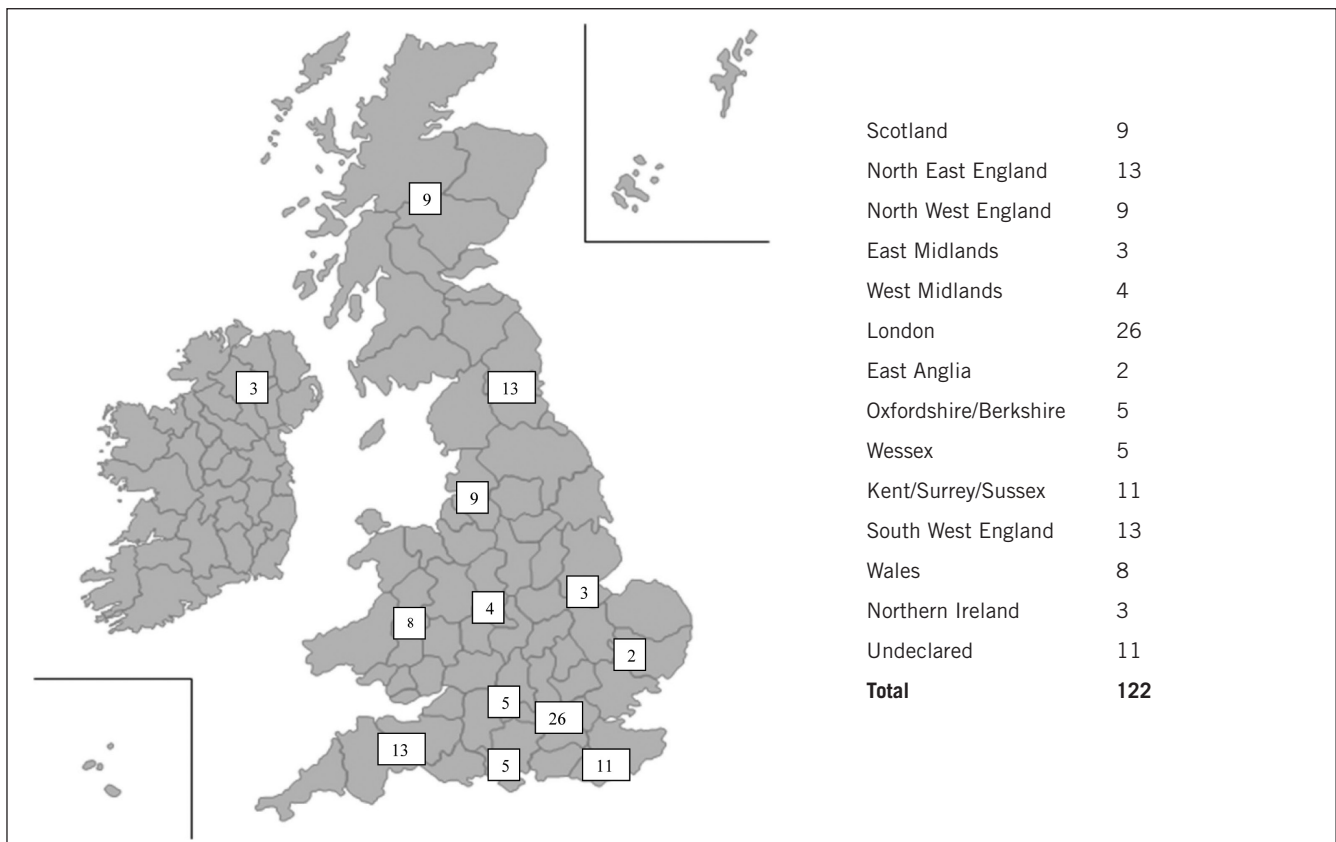 9
3
13
9
3
4
8
2
5
26
13
5
11
Scotland 9
North East England 13
North West England 9
East Midlands 3
West Midlands 4
London 26
East Anglia 2
Oxfordshire/Berkshire 5
Wessex 5
Kent/Surrey/Sussex 11
South West England 13
Wales 8
Northern Ireland 3
Undeclared 11
Total 122